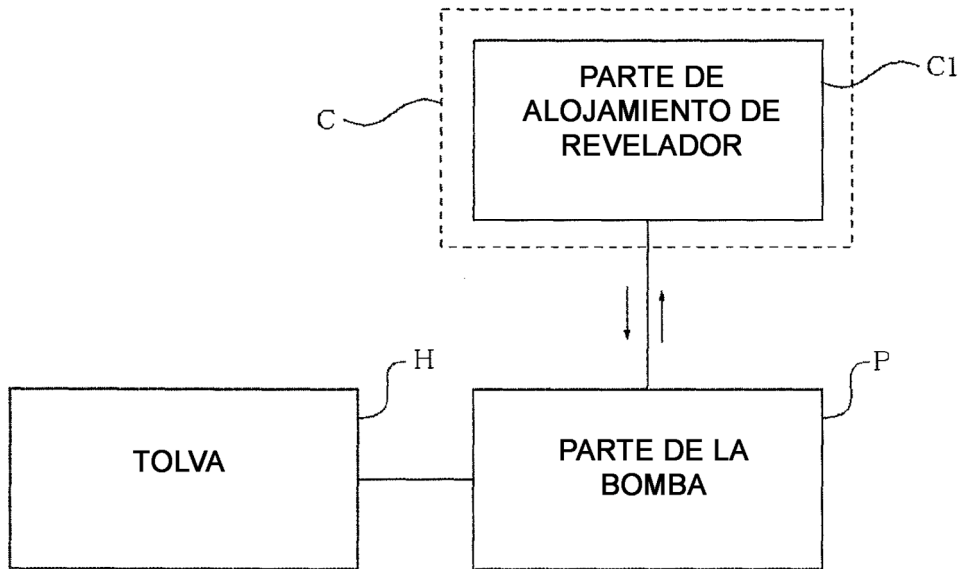 PARTE DE
ALOJAMIENTO DE
REVELADOR
C1
C
H
P
TOLVA
PARTE DE LA
BOMBA